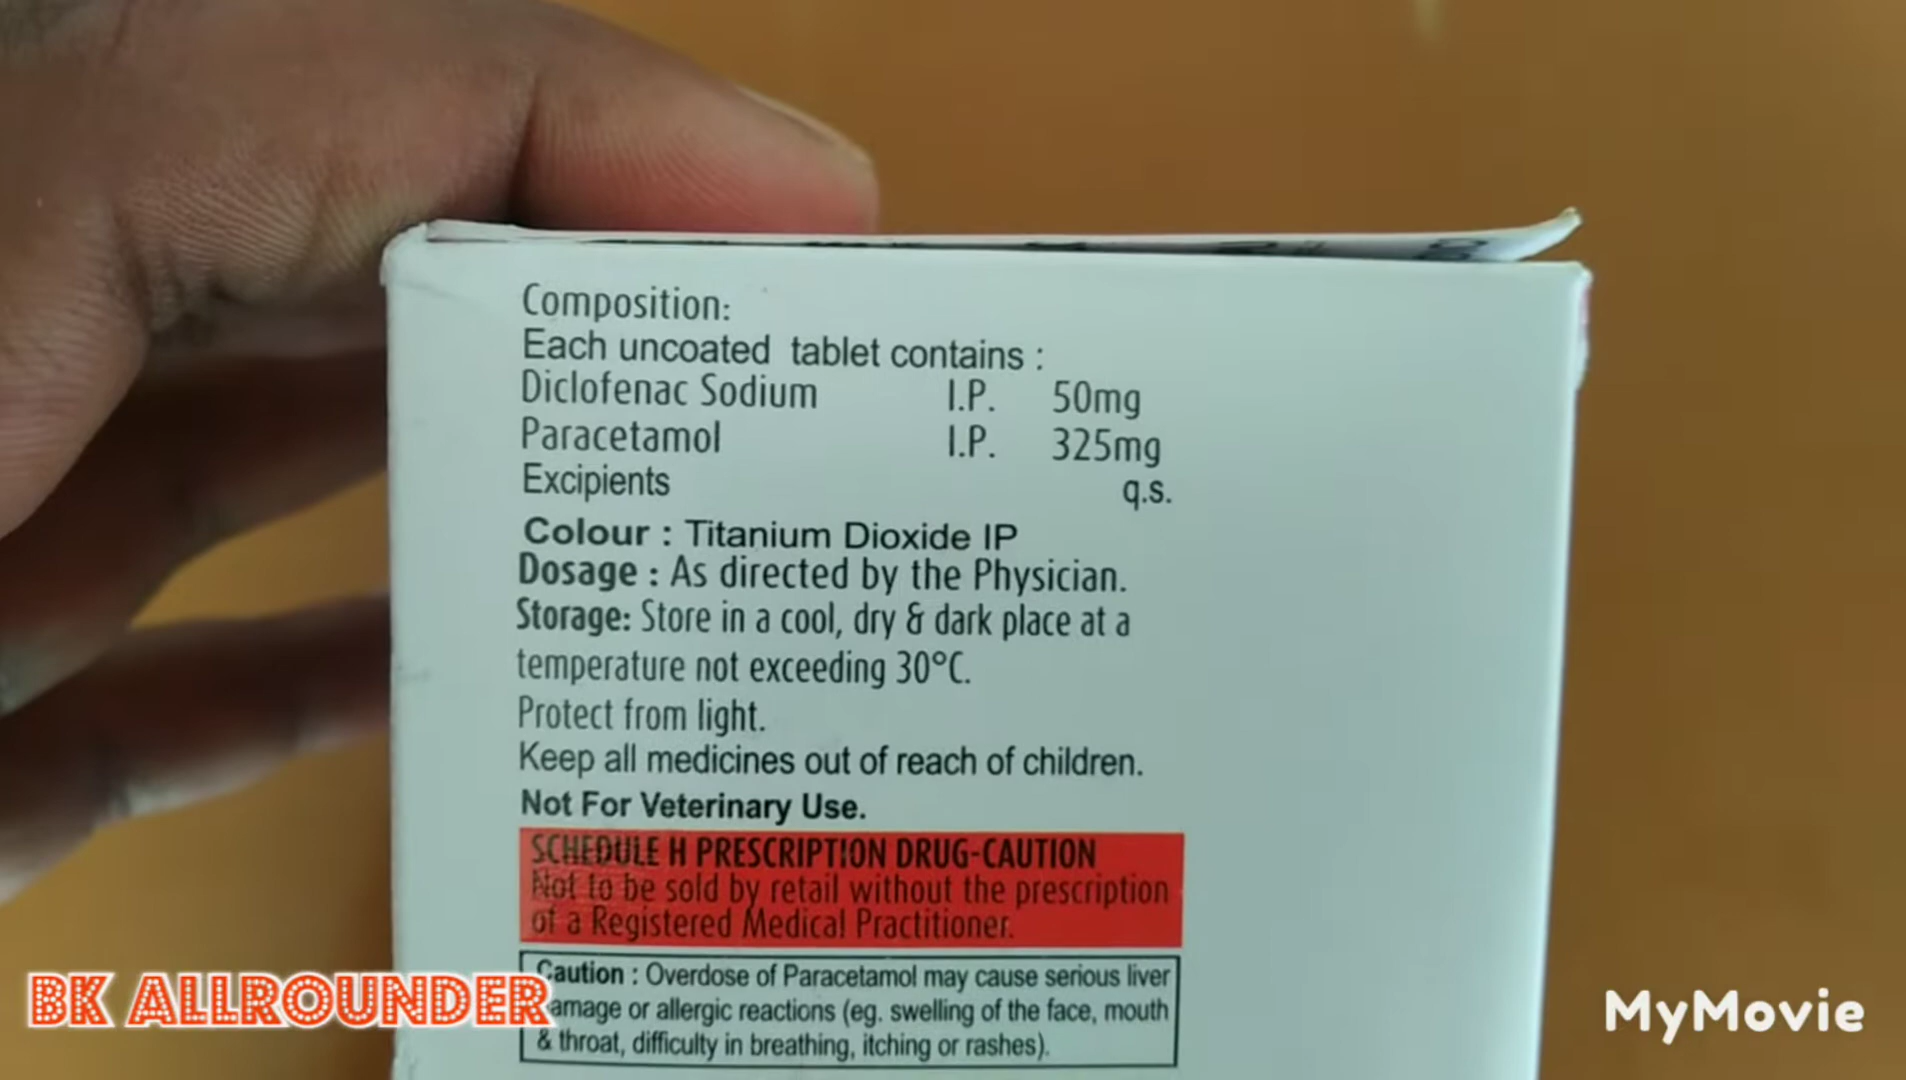 Composition:
Each uncoated tablet contains :
Diclofenac Sodium I.P. 50mg
Paracetamol I.P. 325mg
Excipients q.s.
Colour : Titanium Dioxide IP
Dosage : As directed by the Physician.
Storage: Store in a cool, dry & dark place at a
temperature not exceeding 30°C.
Protect from light.
Keep all medicines out of reach of children.
Not For Veterinary Use.
SCHEDULE H PRESCRIPTION DRUG-CAUTION
Not to be sold by retail without the prescription
of a Registered Medical Practitioner.
Caution : Overdose of Paracetamol may cause serious liver
amage or allergic reactions (eg. swelling of the face, mouth
& throat, difficulty in breathing, itching or rashes).
BK ALLROUNDER
MyMovie